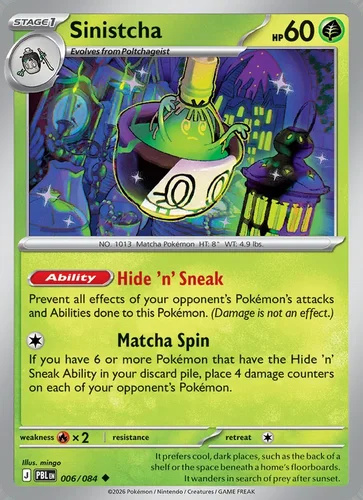 STAGE 1
Sinistcha
HP 60
Evolves from Poltchageist
NO. 1013 Matcha Pokémon HT: 8" WT: 4.9 lbs.
Ability Hide 'n' Sneak
Prevent all effects of your opponent's Pokémon's attacks
and Abilities done to this Pokémon. (Damage is not an effect.)
Matcha Spin
If you have 6 or more Pokémon that have the Hide 'n'
Sneak Ability in your discard pile, place 4 damage counters
on each of your opponent's Pokémon.
weakness ×2 resistance retreat
Illus. mingo
J PBL EN 006/084
It prefers cool, dark places, such as the back of a
shelf or the space beneath a home's floorboards.
It wanders in search of prey after sunset.
©2026 Pokémon / Nintendo / Creatures / GAME FREAK